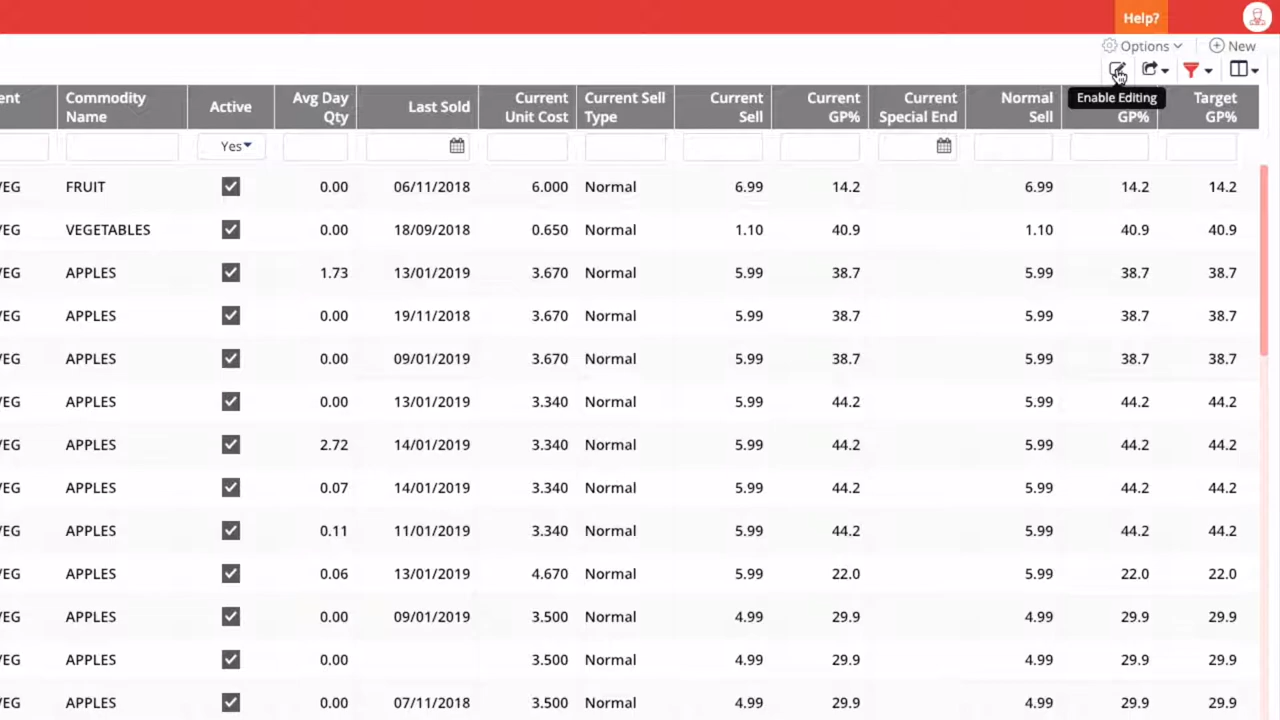 Help?
Options New
Enable Editing
ent Commodity Name Active Avg Day Qty Last Sold Current Unit Cost Current Sell Type Current Sell Current GP% Current Special End Normal Sell GP% Target GP%
Yes
VEG FRUIT 0.00 06/11/2018 6.000 Normal 6.99 14.2 6.99 14.2 14.2
VEG VEGETABLES 0.00 18/09/2018 0.650 Normal 1.10 40.9 1.10 40.9 40.9
VEG APPLES 1.73 13/01/2019 3.670 Normal 5.99 38.7 5.99 38.7 38.7
VEG APPLES 0.00 19/11/2018 3.670 Normal 5.99 38.7 5.99 38.7 38.7
VEG APPLES 0.00 09/01/2019 3.670 Normal 5.99 38.7 5.99 38.7 38.7
VEG APPLES 0.00 13/01/2019 3.340 Normal 5.99 44.2 5.99 44.2 44.2
VEG APPLES 2.72 14/01/2019 3.340 Normal 5.99 44.2 5.99 44.2 44.2
VEG APPLES 0.07 14/01/2019 3.340 Normal 5.99 44.2 5.99 44.2 44.2
VEG APPLES 0.11 11/01/2019 3.340 Normal 5.99 44.2 5.99 44.2 44.2
VEG APPLES 0.06 13/01/2019 4.670 Normal 5.99 22.0 5.99 22.0 22.0
VEG APPLES 0.00 09/01/2019 3.500 Normal 4.99 29.9 4.99 29.9 29.9
VEG APPLES 0.00 3.500 Normal 4.99 29.9 4.99 29.9 29.9
VEG APPLES 0.00 07/11/2018 3.500 Normal 4.99 29.9 4.99 29.9 29.9